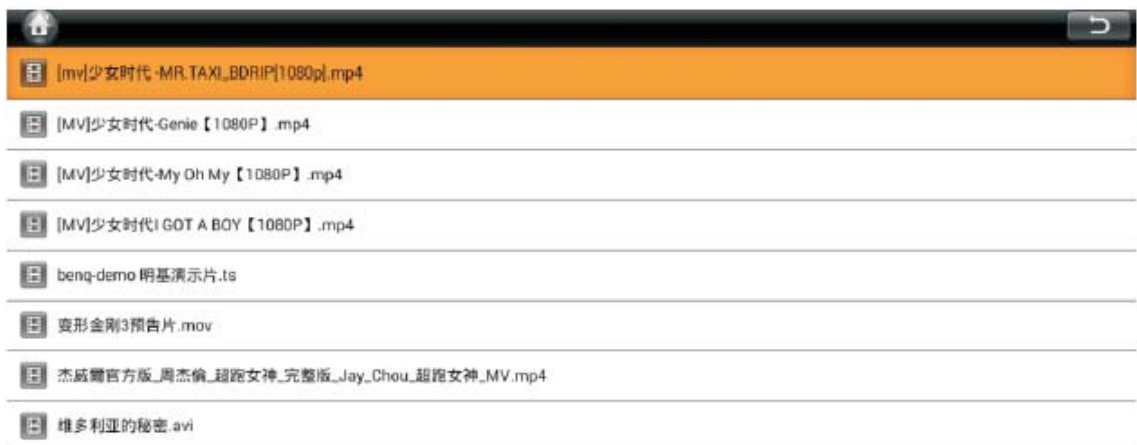 [mv]少女时代-MR.TAXI_BDRIP[1080p].mp4
[MV]少女时代-Genie【1080P】.mp4
[MV]少女时代-My Oh My【1080P】.mp4
[MV]少女时代I GOT A BOY【1080P】.mp4
benq-demo 明基演示片.ts
变形金刚3预告片.mov
杰威爾官方版_周杰倫_超跑女神_完整版_Jay_Chou_超跑女神_MV.mp4
维多利亚的秘密.avi